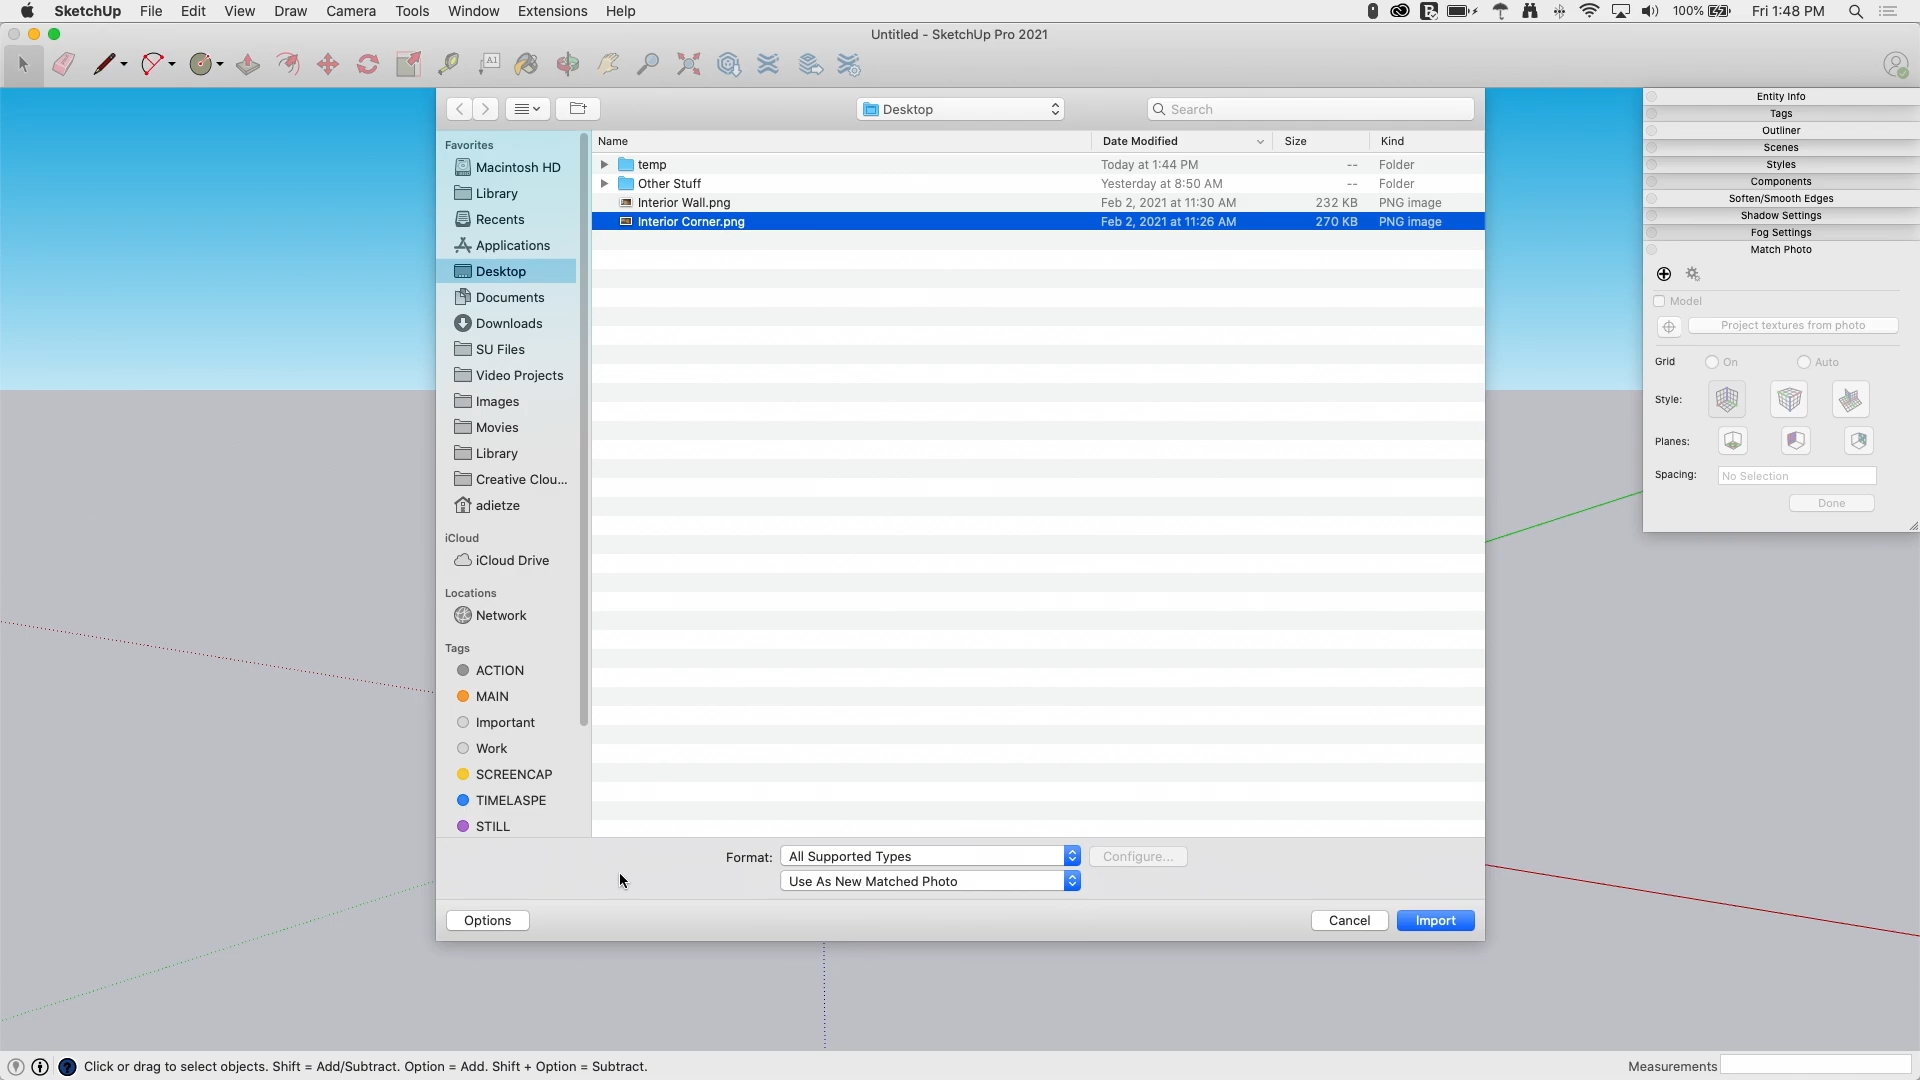 SketchUp File Edit View Draw Camera Tools Window Extensions Help 100% Fri 1:48 PM
Untitled - SketchUp Pro 2021
A1
Desktop
Search
Favorites
Macintosh HD
Library
Recents
Applications
Desktop
Documents
Downloads
SU Files
Video Projects
Images
Movies
Library
Creative Clou...
adietze
iCloud
iCloud Drive
Locations
Network
Tags
ACTION
MAIN
Important
Work
SCREENCAP
TIMELASPE
STILL
Name Date Modified Size Kind
temp Today at 1:44 PM -- Folder
Other Stuff Yesterday at 8:50 AM -- Folder
Interior Wall.png Feb 2, 2021 at 11:30 AM 232 KB PNG image
Interior Corner.png Feb 2, 2021 at 11:26 AM 270 KB PNG image
Format: All Supported Types Configure...
Use As New Matched Photo
Options Cancel Import
Entity Info
Tags
Outliner
Scenes
Styles
Components
Soften/Smooth Edges
Shadow Settings
Fog Settings
Match Photo
Model
Project textures from photo
Grid On Auto
Style:
Planes:
Spacing: No Selection
Done
Click or drag to select objects. Shift = Add/Subtract. Option = Add. Shift + Option = Subtract.
Measurements